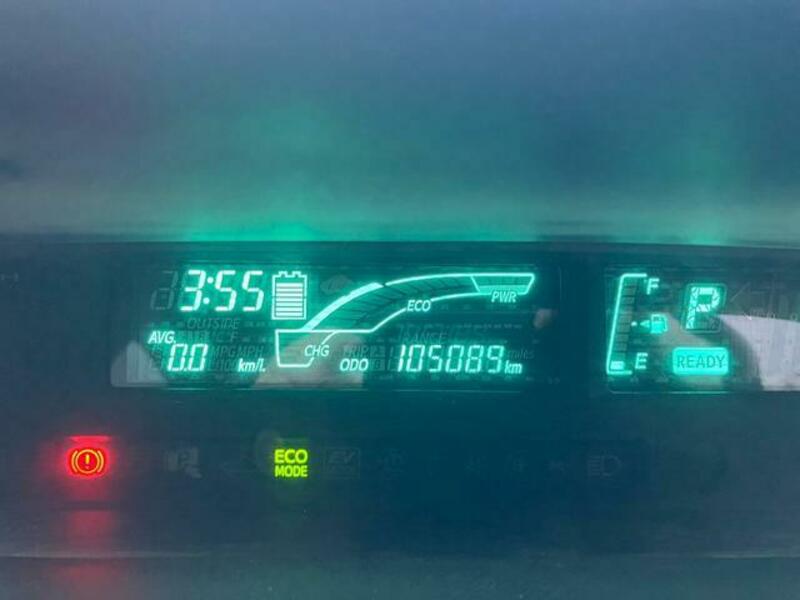 3:55
ECO
PWR
F
P
AVG.
CHG
E
READY
0.0 km/L
ODO 105089 km
ECO
MODE